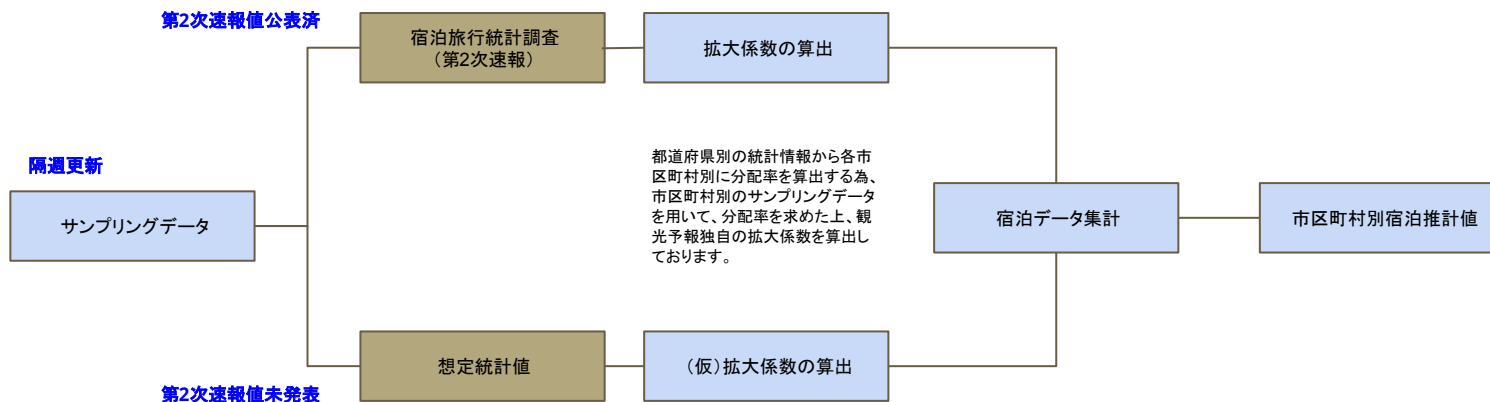 第2次速報値公表済
宿泊旅行統計調査
（第2次速報）
拡大係数の算出
隔週更新
サンプリングデータ
都道府県別の統計情報から各市
区町村別に分配率を算出する為、
市区町村別のサンプリングデータ
を用いて、分配率を求めた上、観
光予報独自の拡大係数を算出し
ております。
宿泊データ集計
市区町村別宿泊推計値
想定統計値
（仮）拡大係数の算出
第2次速報値未発表